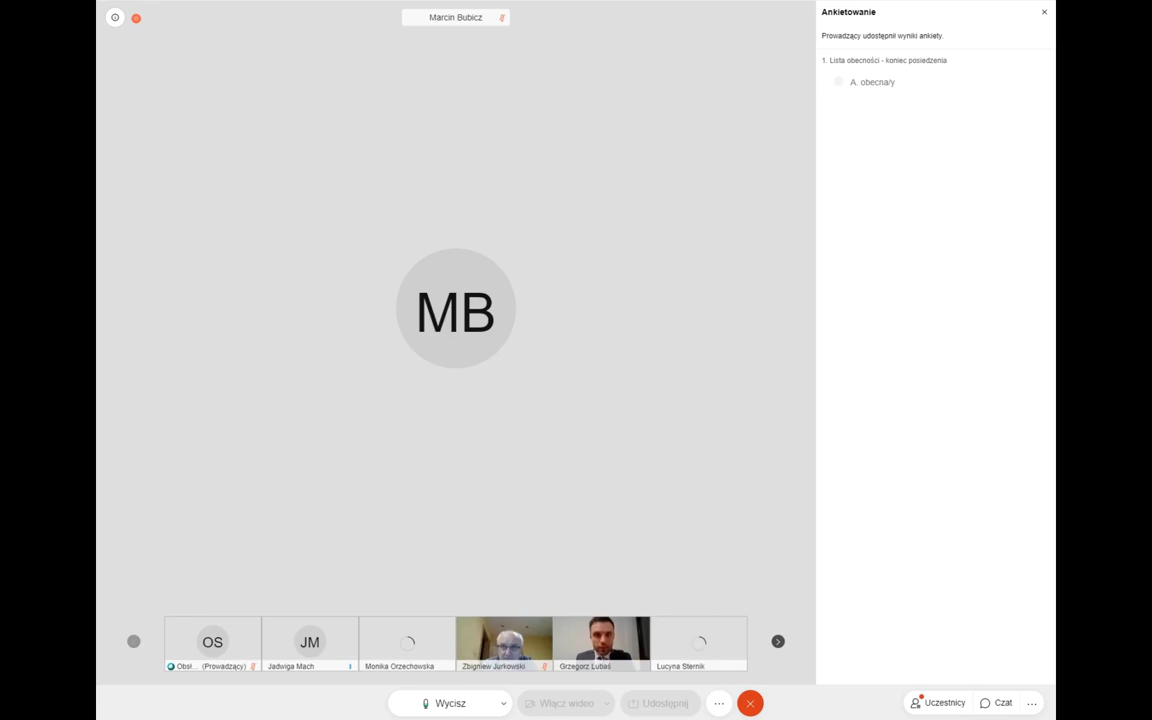 Marcin Bubicz
Ankietowanie
Prowadzący udostępnił wyniki ankiety.
1. Lista obecności - koniec posiedzenia
A. obecna/y
MB
OS
JM
Obsł... (Prowadzący)
Jadwiga Mach
Monika Orzechowska
Zbigniew Jurkowski
Grzegorz Lubaś
Lucyna Sternik
Wycisz
Włącz wideo
Udostępnij
Uczestnicy
Czat